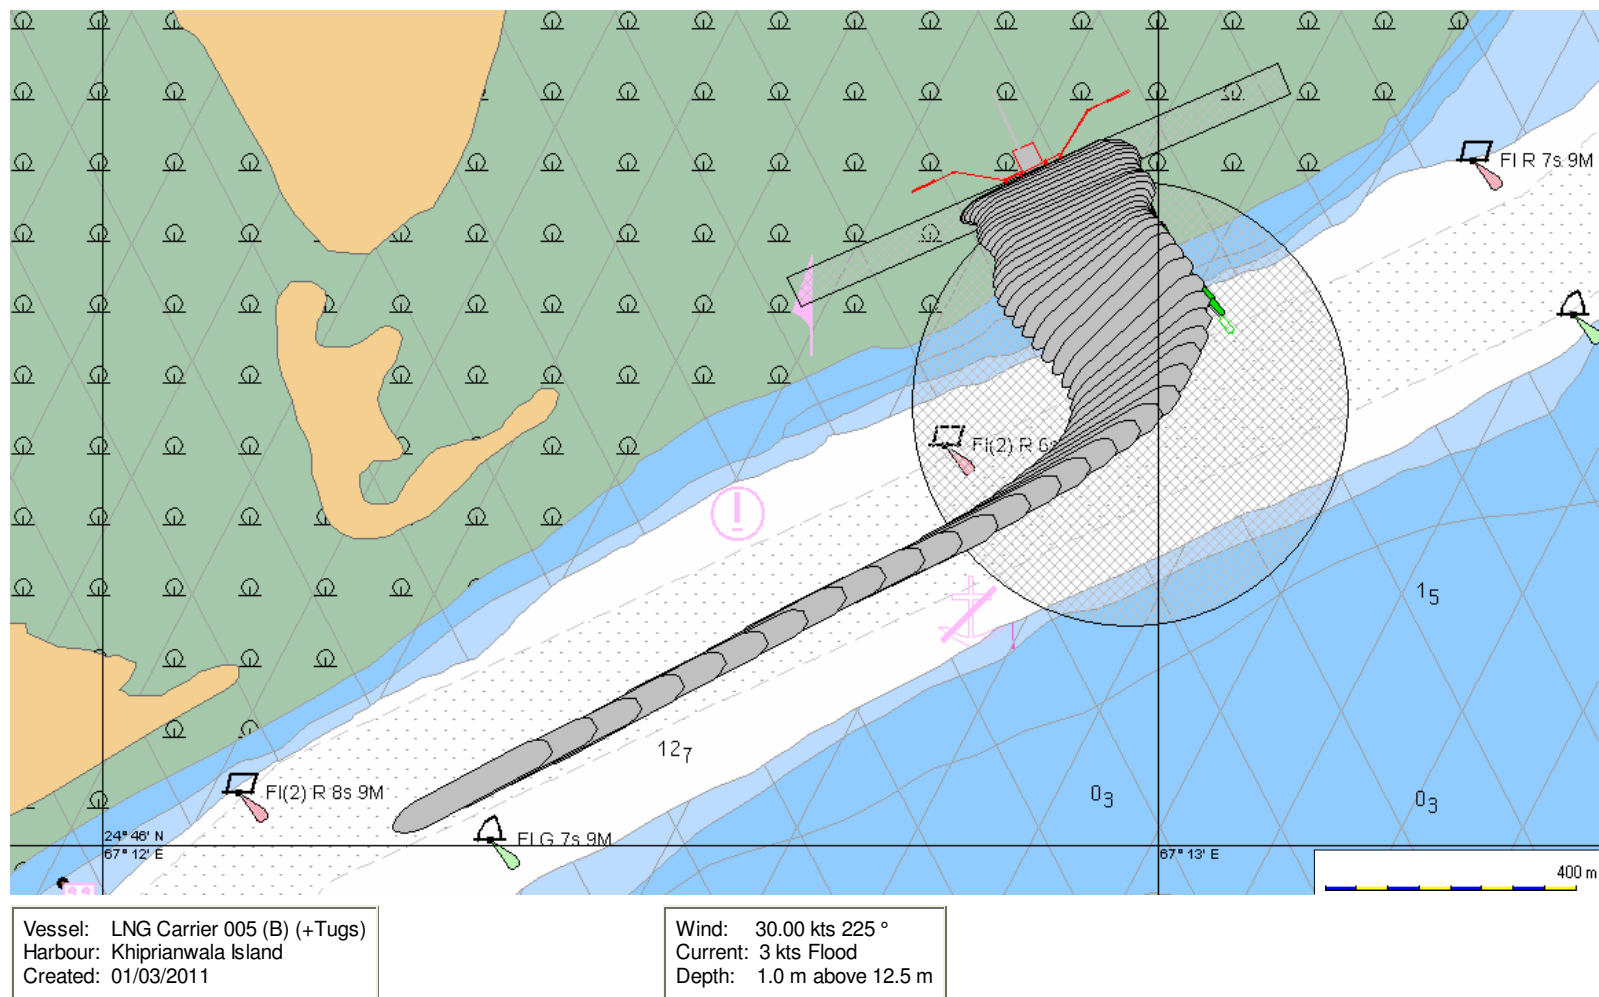 Fl R 7s 9M
Fl(2) R 6s
1₅
12₇
0₃
0₃
Fl(2) R 8s 9M
Fl G 7s 9M
24° 46' N
67° 12' E
67° 13' E
400 m
Vessel: LNG Carrier 005 (B) (+Tugs)
Harbour: Khiprianwala Island
Created: 01/03/2011
Wind: 30.00 kts 225 °
Current: 3 kts Flood
Depth: 1.0 m above 12.5 m